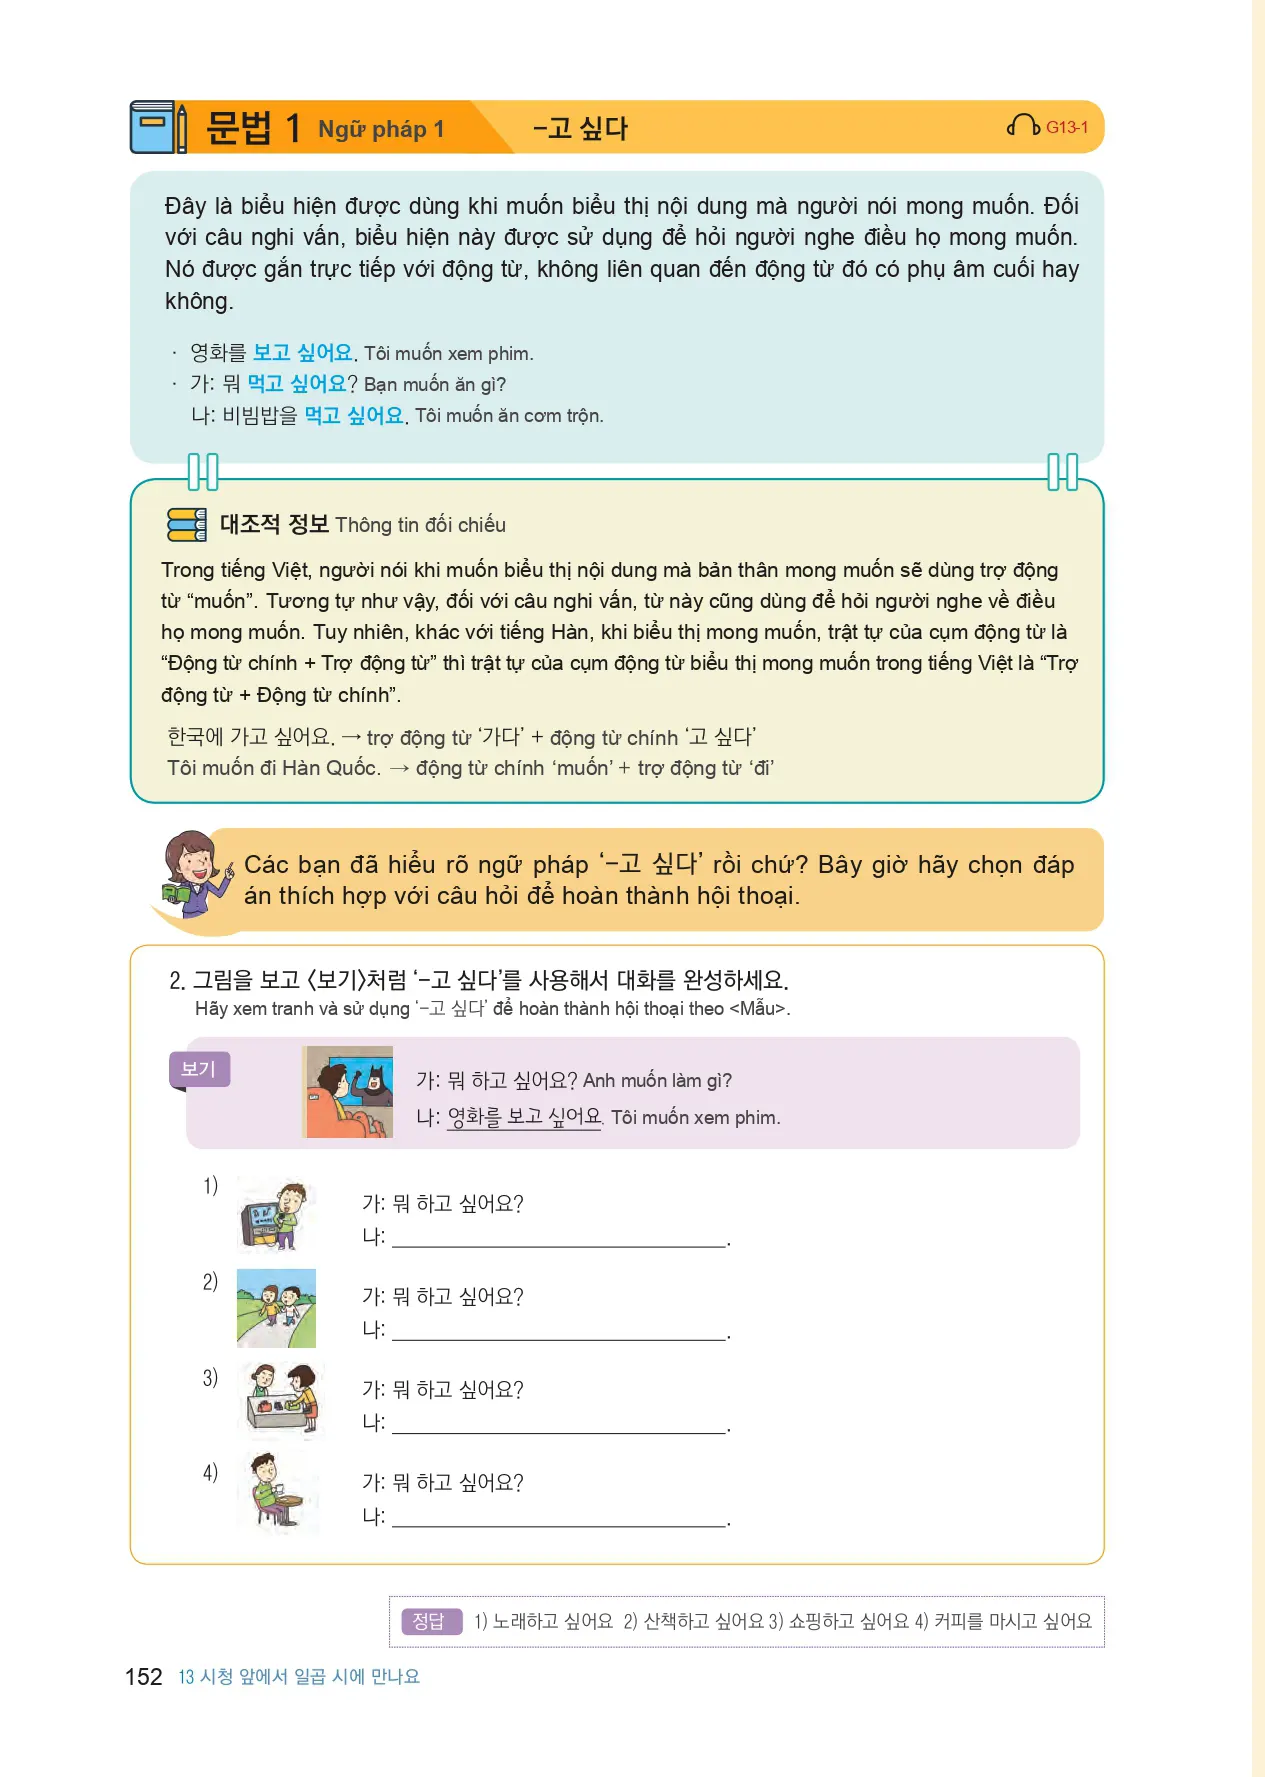 문법 1 Ngữ pháp 1 -고 싶다 G13-1
Đây là biểu hiện được dùng khi muốn biểu thị nội dung mà người nói mong muốn. Đối
với câu nghi vấn, biểu hiện này được sử dụng để hỏi người nghe điều họ mong muốn.
Nó được gắn trực tiếp với động từ, không liên quan đến động từ đó có phụ âm cuối hay
không.
· 영화를 보고 싶어요. Tôi muốn xem phim.
· 가: 뭐 먹고 싶어요? Bạn muốn ăn gì?
나: 비빔밥을 먹고 싶어요. Tôi muốn ăn cơm trộn.
대조적 정보 Thông tin đối chiếu
Trong tiếng Việt, người nói khi muốn biểu thị nội dung mà bản thân mong muốn sẽ dùng trợ động
từ “muốn”. Tương tự như vậy, đối với câu nghi vấn, từ này cũng dùng để hỏi người nghe về điều
họ mong muốn. Tuy nhiên, khác với tiếng Hàn, khi biểu thị mong muốn, trật tự của cụm động từ là
“Động từ chính + Trợ động từ” thì trật tự của cụm động từ biểu thị mong muốn trong tiếng Việt là “Trợ
động từ + Động từ chính”.
한국에 가고 싶어요. → trợ động từ ‘가다’ + động từ chính ‘고 싶다’
Tôi muốn đi Hàn Quốc. → động từ chính ‘muốn’ + trợ động từ ‘đi’
Các bạn đã hiểu rõ ngữ pháp ‘-고 싶다’ rồi chứ? Bây giờ hãy chọn đáp
án thích hợp với câu hỏi để hoàn thành hội thoại.
2. 그림을 보고 〈보기〉처럼 ‘-고 싶다’를 사용해서 대화를 완성하세요.
Hãy xem tranh và sử dụng ‘-고 싶다’ để hoàn thành hội thoại theo <Mẫu>.
보기
가: 뭐 하고 싶어요? Anh muốn làm gì?
나: 영화를 보고 싶어요. Tôi muốn xem phim.
1)
가: 뭐 하고 싶어요?
나: ______________________________.
2)
가: 뭐 하고 싶어요?
나: ______________________________.
3)
가: 뭐 하고 싶어요?
나: ______________________________.
4)
가: 뭐 하고 싶어요?
나: ______________________________.
정답 1) 노래하고 싶어요 2) 산책하고 싶어요 3) 쇼핑하고 싶어요 4) 커피를 마시고 싶어요
152 13 시청 앞에서 일곱 시에 만나요